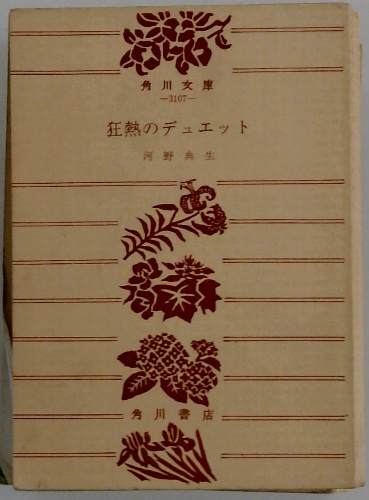 角川文庫
—3107—
狂熱のデュエット
河野典生
角川書店